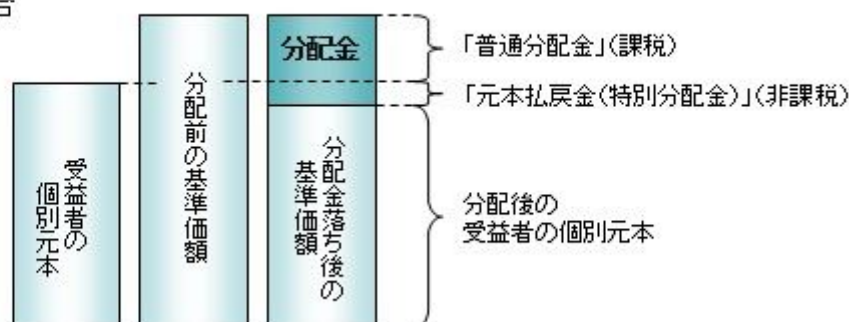 分配金
「普通分配金」(課税)
「元本払戻金(特別分配金)」(非課税)
受益者の
個別元本
分配前の基準価額
分配金落ち後の
基準価額
分配後の
受益者の個別元本